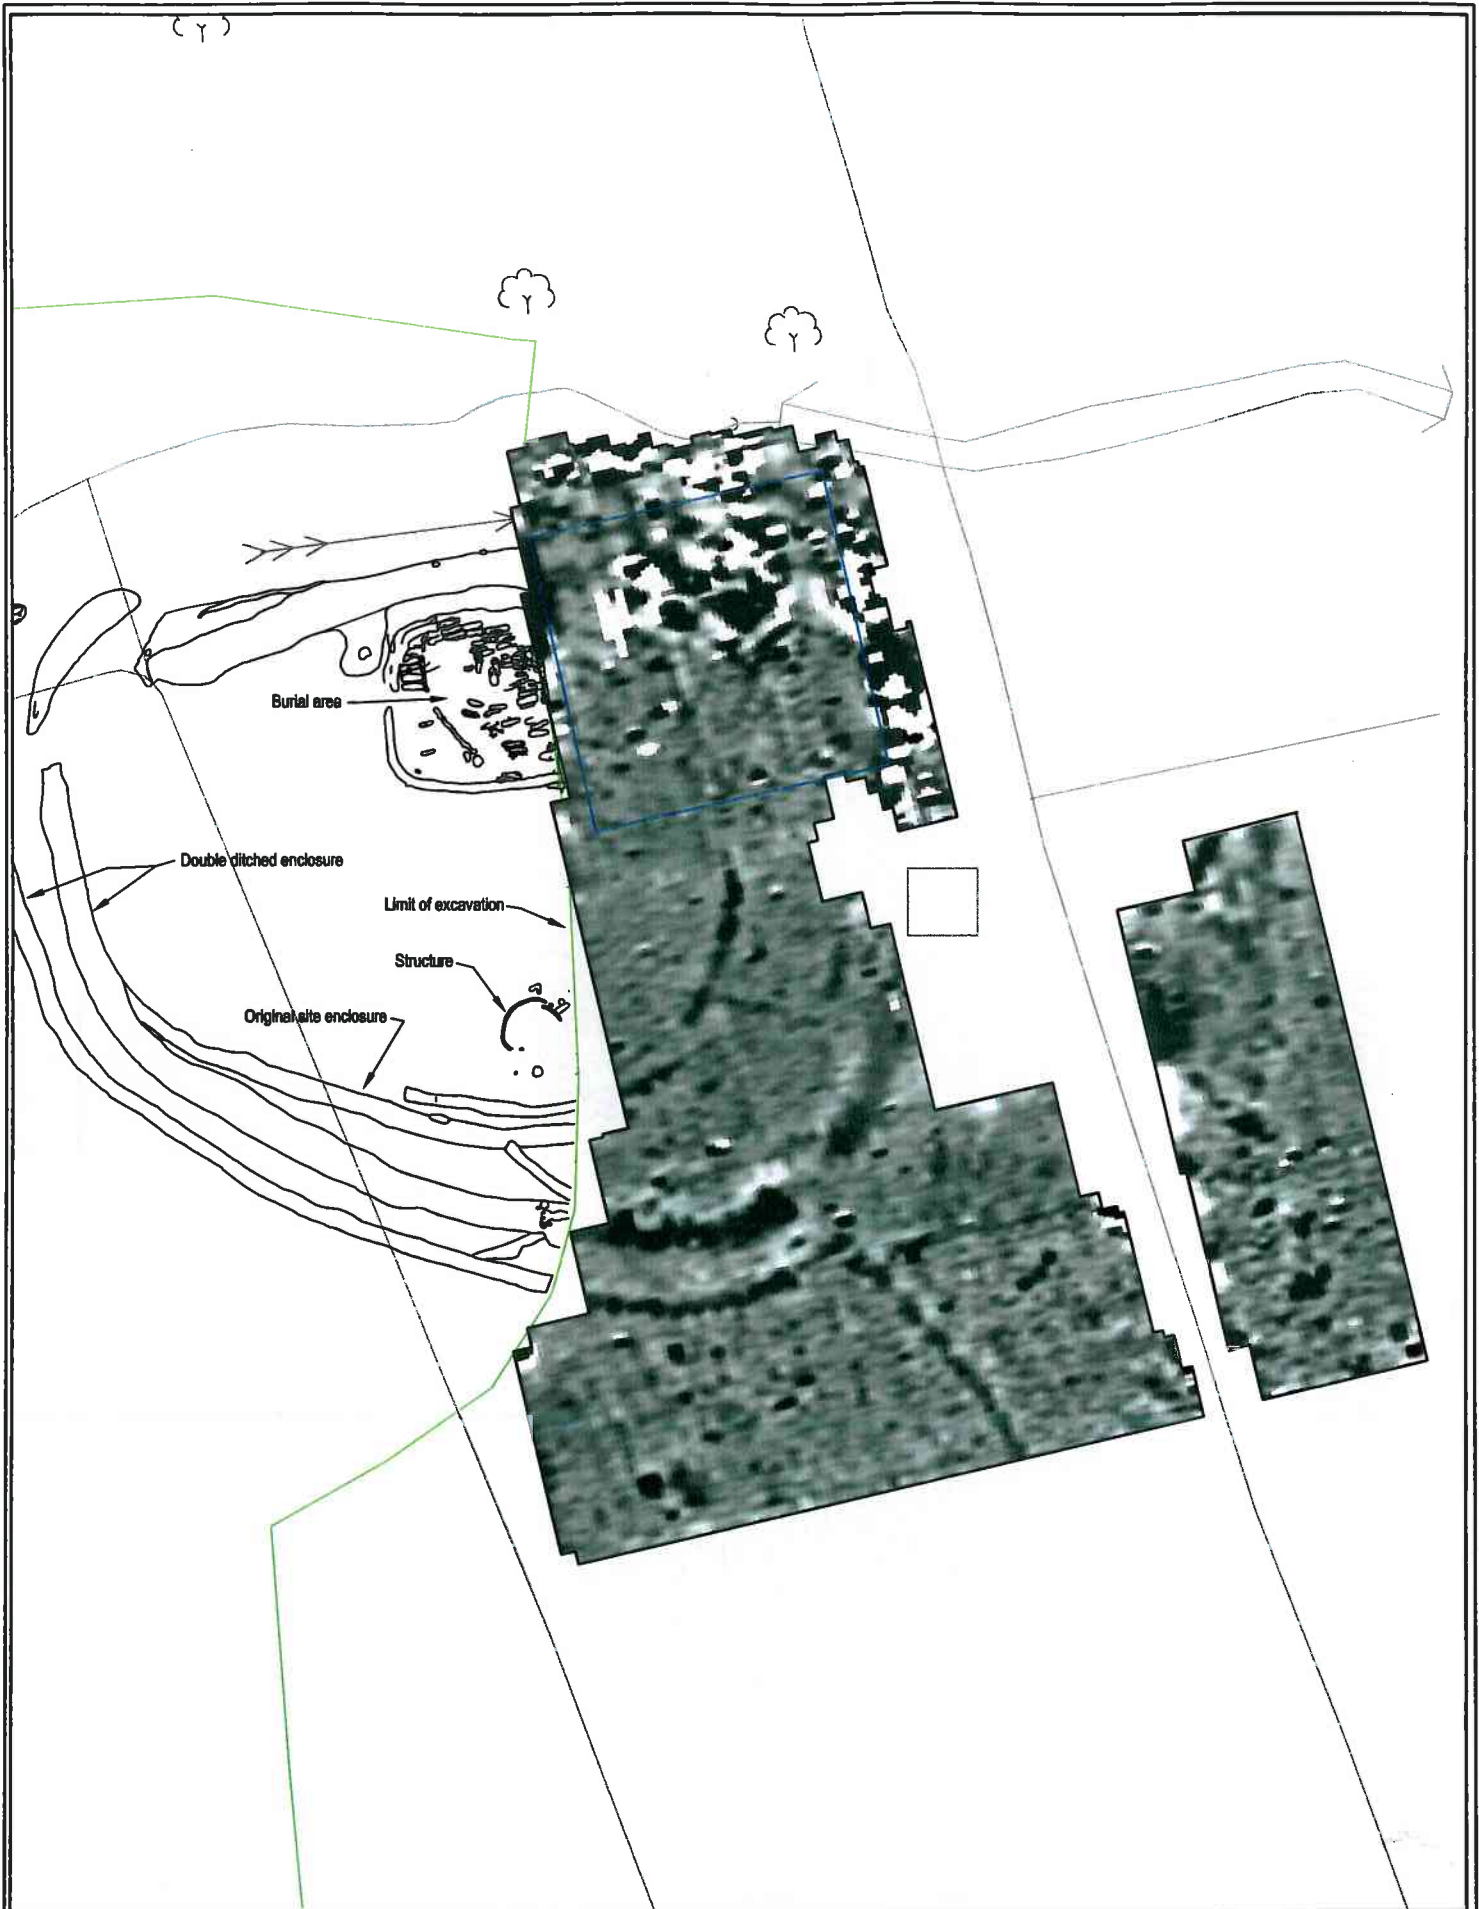 Burial area
Double ditched enclosure
Limit of excavation
Structure
Original site enclosure